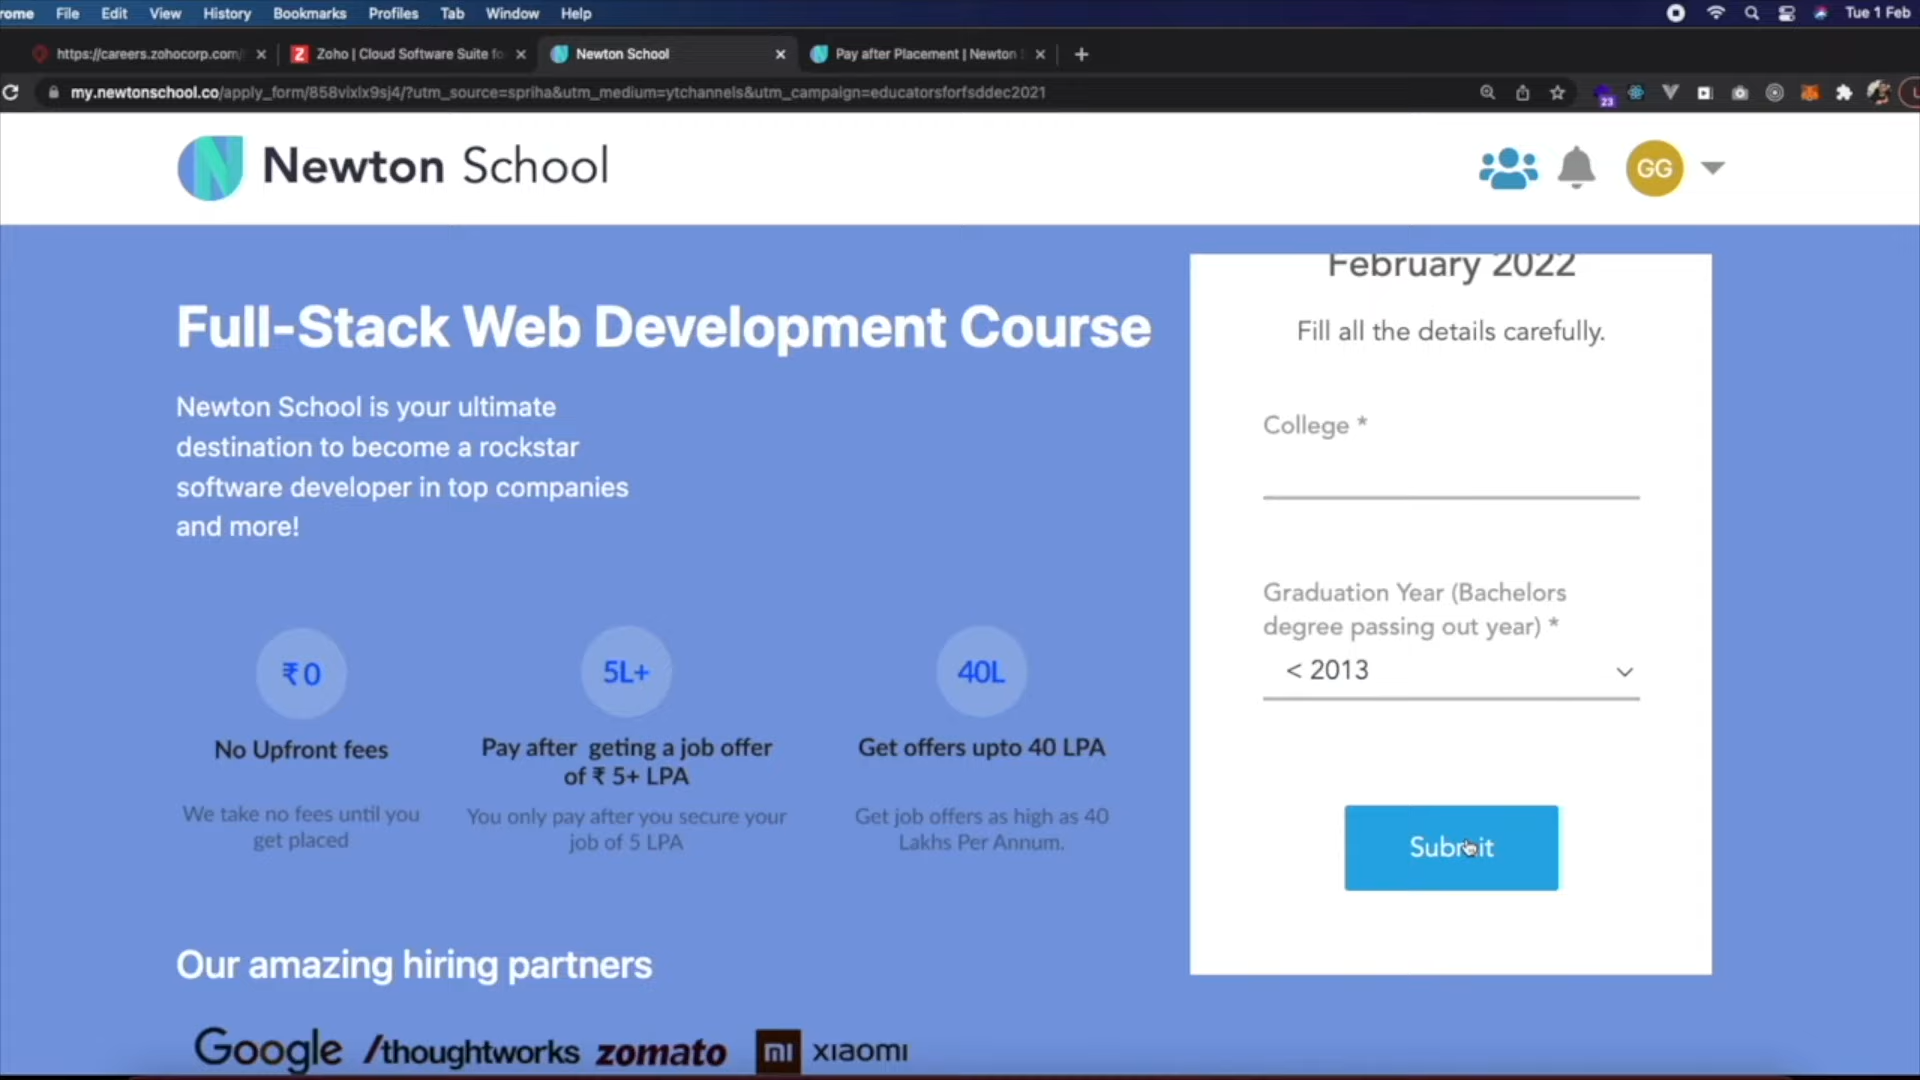 rome File Edit View History Bookmarks Profiles Tab Window Help Tue 1 Feb
https://careers.zohocorp.com/ Zoho | Cloud Software Suite fo Newton School Pay after Placement | Newton
my.newtonschool.co/apply_form/858vixlx9sj4/?utm_source=spriha&utm_medium=ytchannels&utm_campaign=educatorsforfsddec2021
23
Newton School
GG
February 2022
Fill all the details carefully.
College *
Graduation Year (Bachelors
degree passing out year) *
< 2013
Submit
Full-Stack Web Development Course
Newton School is your ultimate
destination to become a rockstar
software developer in top companies
and more!
₹ 0
No Upfront fees
We take no fees until you
get placed
5L+
Pay after geting a job offer
of ₹ 5+ LPA
You only pay after you secure your
job of 5 LPA
40L
Get offers upto 40 LPA
Get job offers as high as 40
Lakhs Per Annum.
Our amazing hiring partners
Google /thoughtworks zomato mi xiaomi